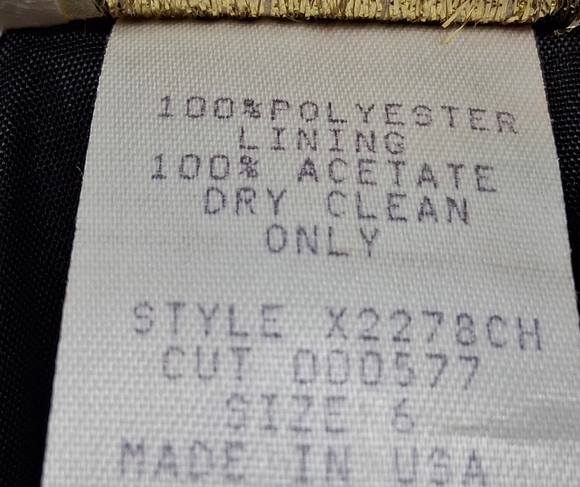 100%POLYESTER
LINING
100% ACETATE
DRY CLEAN
ONLY
STYLE X2278CH
CUT 000577
SIZE 6
MADE IN USA